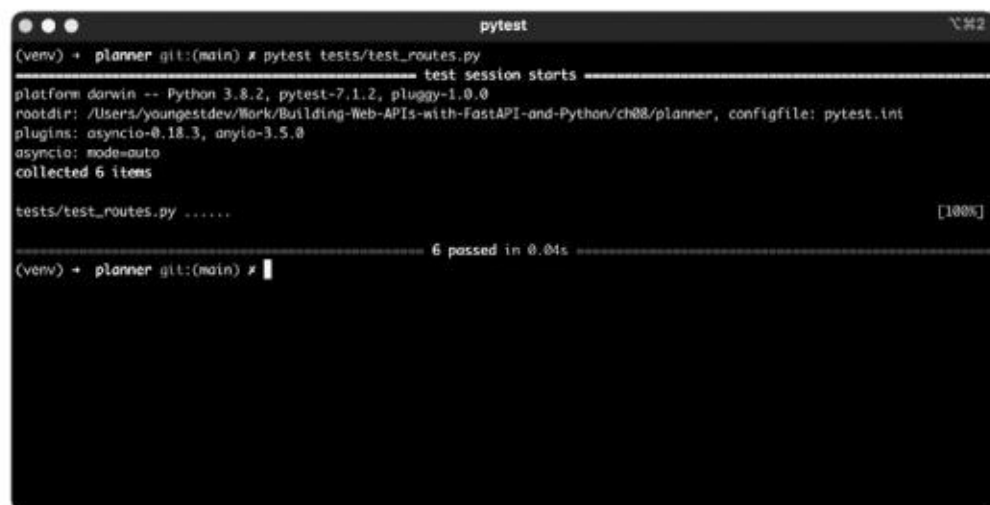 pytest
⌥⌘2
(venv) → planner git:(main) ✗ pytest tests/test_routes.py
test session starts
platform darwin -- Python 3.8.2, pytest-7.1.2, pluggy-1.0.0
rootdir: /Users/youngestdev/Work/Building-Web-APIs-with-FastAPI-and-Python/ch08/planner, configfile: pytest.ini
plugins: asyncio-0.18.3, anyio-3.5.0
asyncio: mode=auto
collected 6 items
tests/test_routes.py ...... [100%]
6 passed in 0.04s
(venv) → planner git:(main) ✗